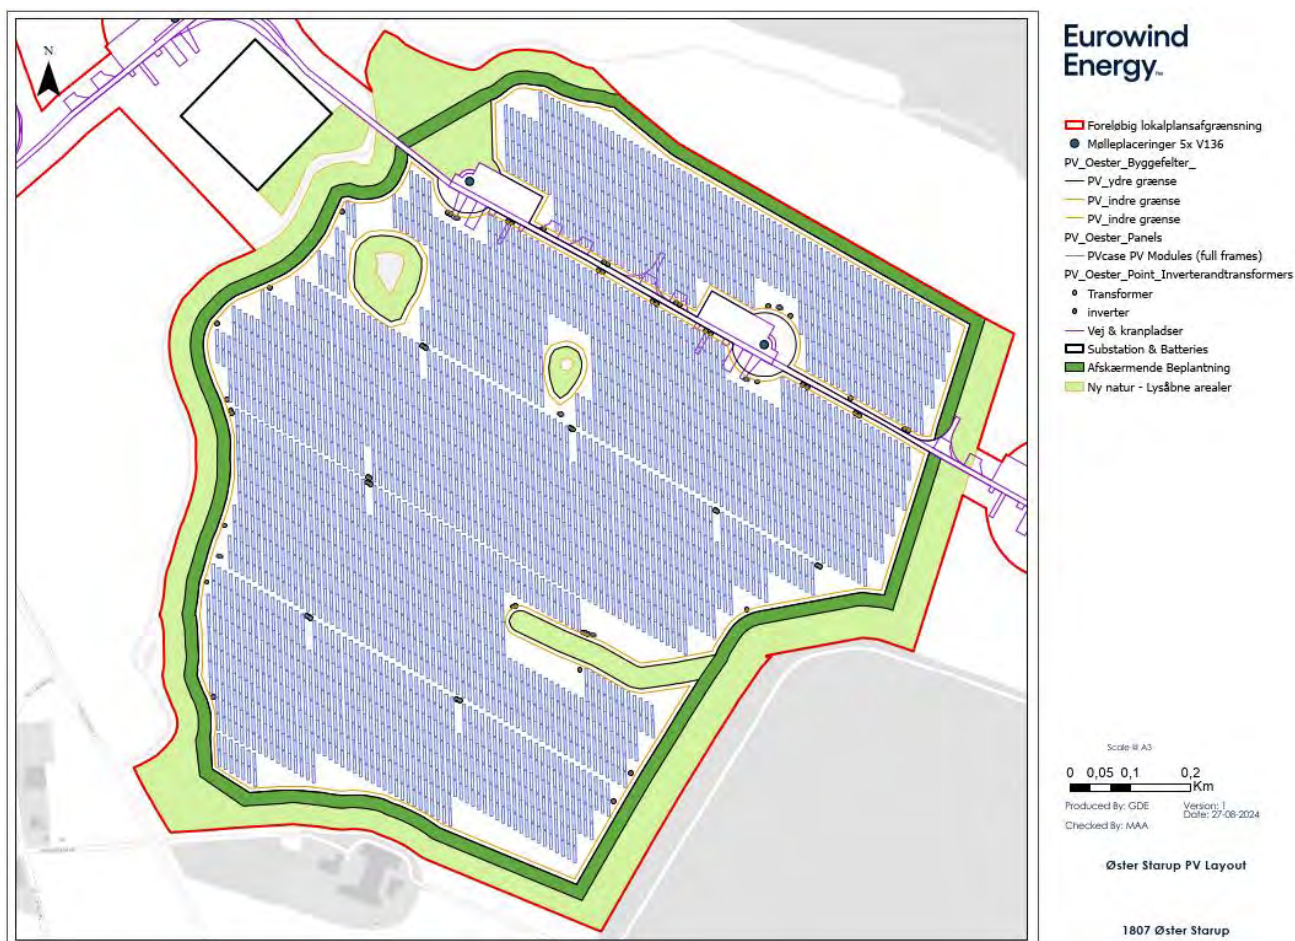 N
Eurowind
Energy™
Foreløbig lokalplansafgrænsning
Mølleplaceringer 5x V136
PV_Oester_Byggefelter_
PV_ydre grænse
PV_indre grænse
PV_indre grænse
PV_Oester_Panels
PVcase PV Modules (full frames)
PV_Oester_Point_Inverterandtransformers
Transformer
inverter
Vej & kranpladser
Substation & Batteries
Afskærmende Beplantning
Ny natur - Lysåbne arealer
Scale @ A3
0 0,05 0,1 0,2
Km
Produced By: GDE Version: 1
Date: 27-08-2024
Checked By: MAA
Øster Starup PV Layout
1807 Øster Starup